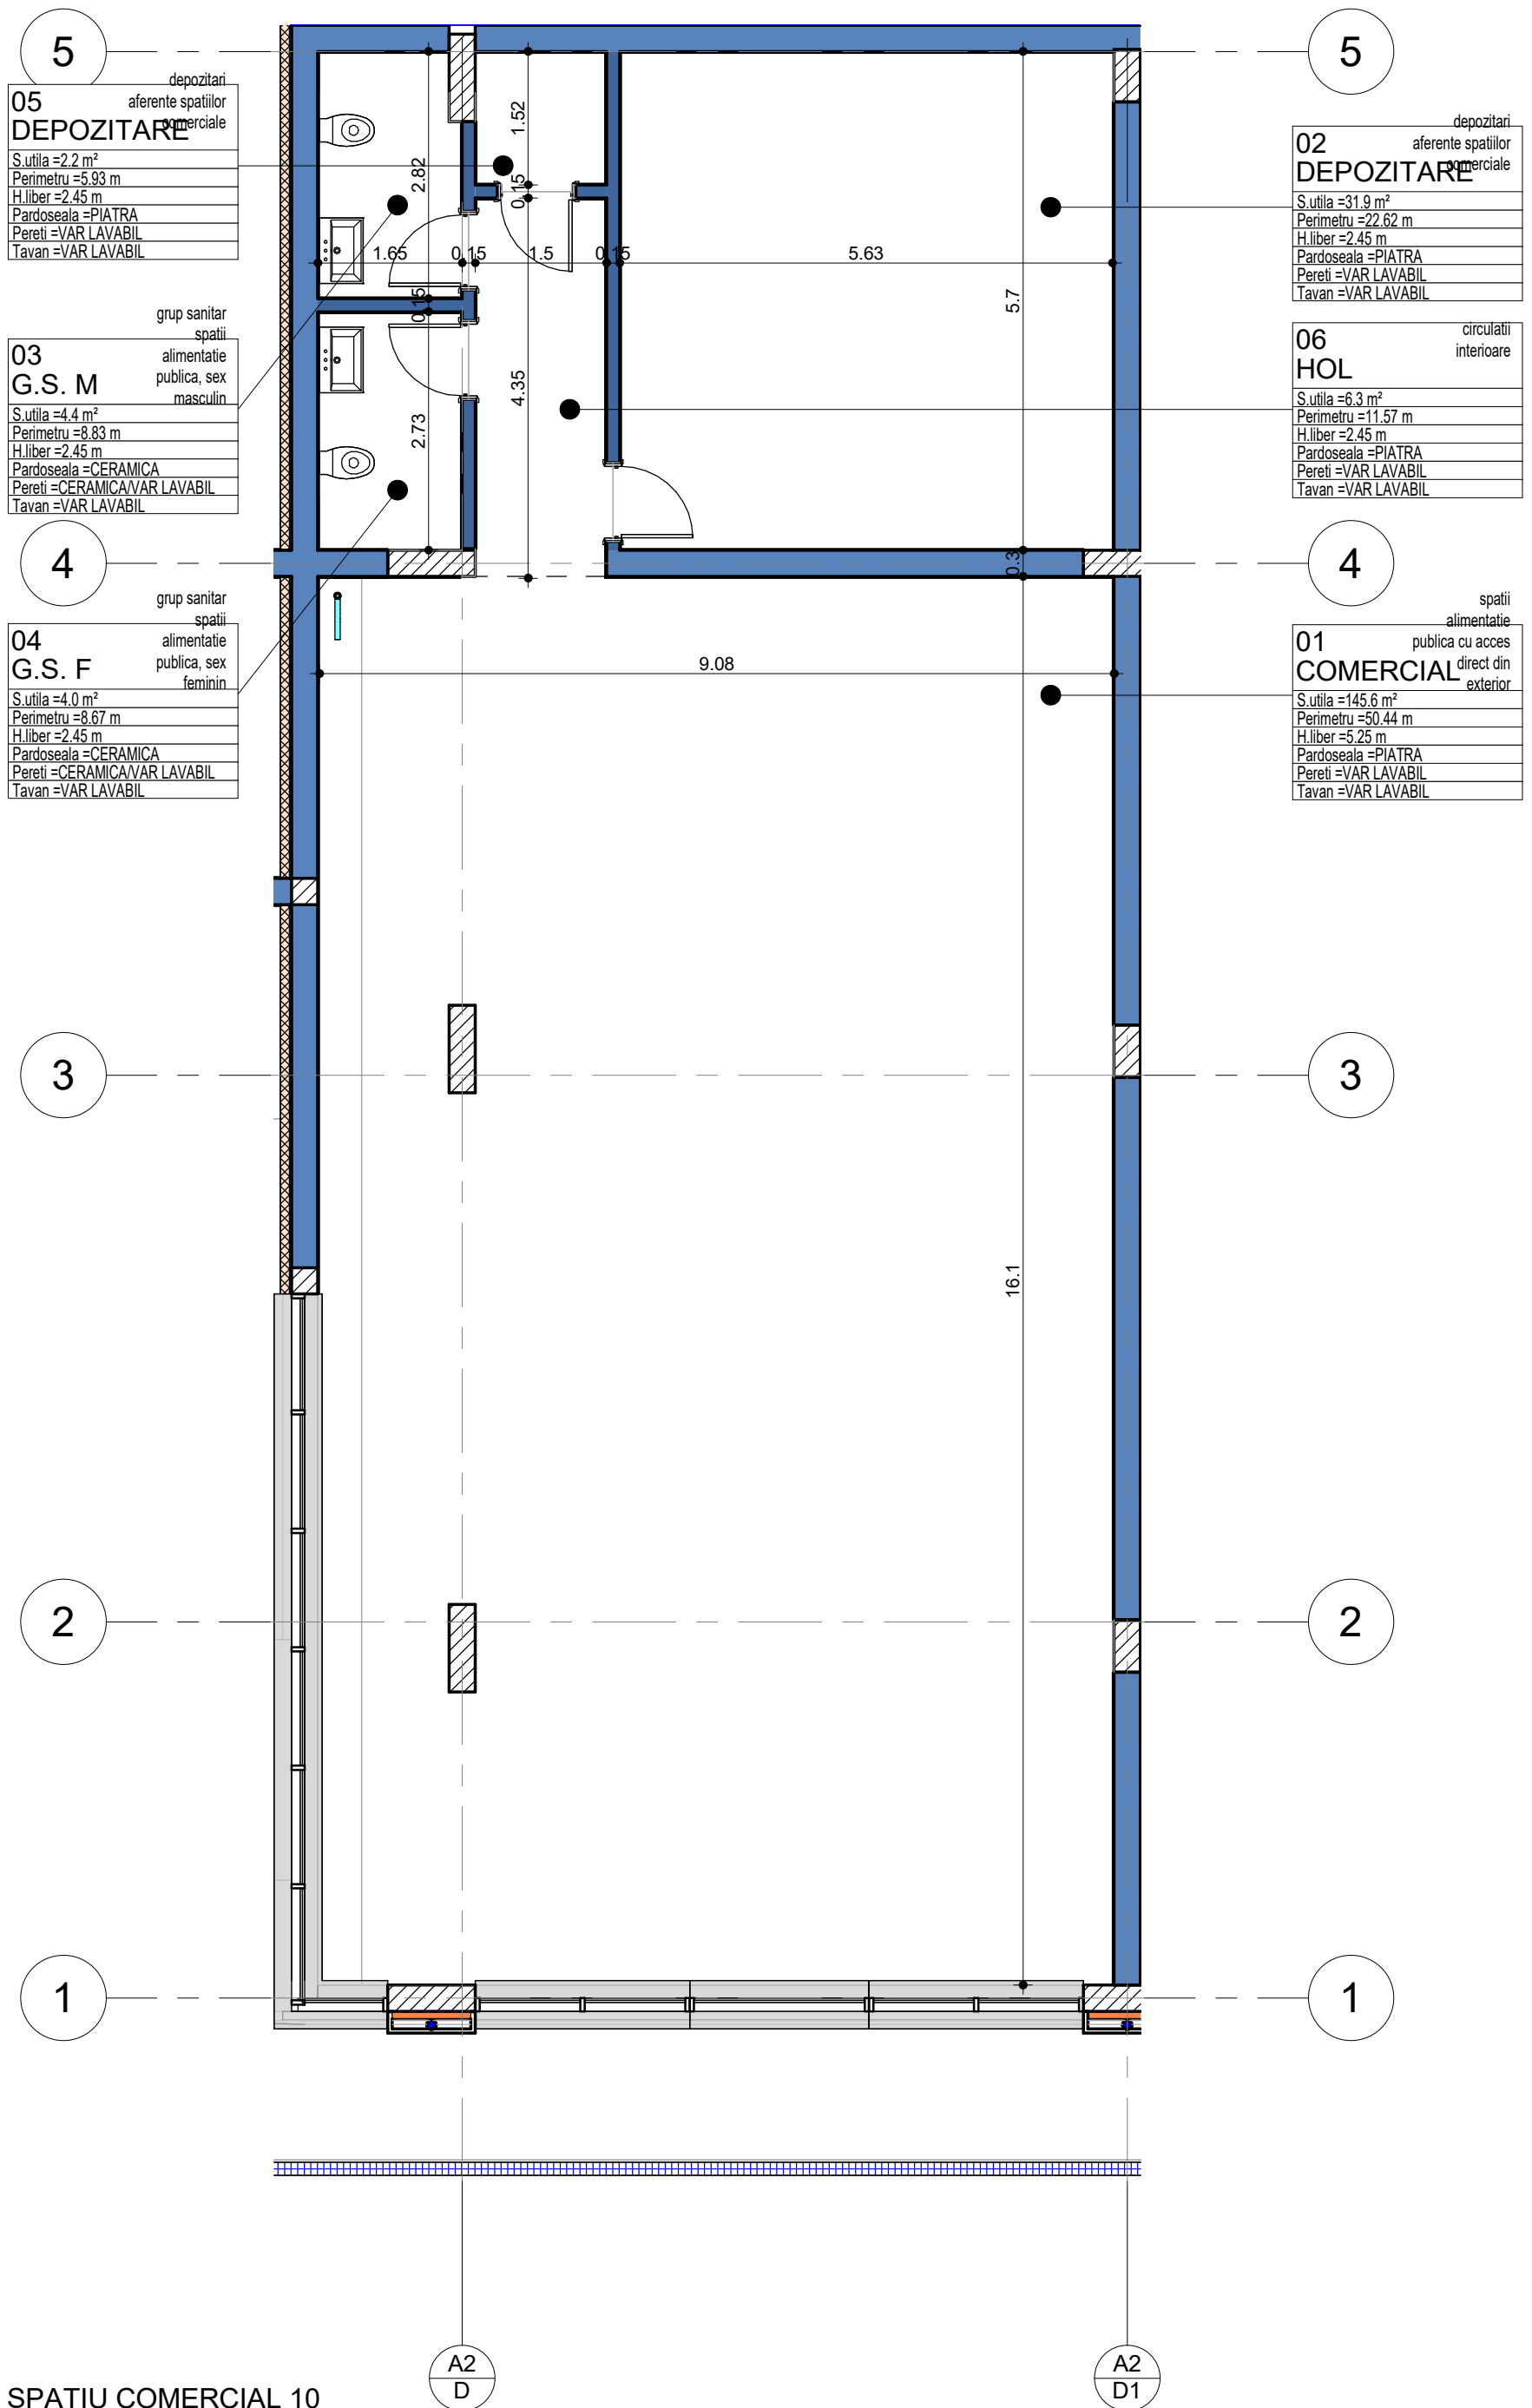 5
5
depozitari
05
aferente spatiilor
DEPOZITARE
comerciale
S.utila =2.2 m²
Perimetru =5.93 m
H.liber =2.45 m
Pardoseala =PIATRA
Pereti =VAR LAVABIL
Tavan =VAR LAVABIL
depozitari
02
aferente spatiilor
DEPOZITARE
comerciale
S.utila =31.9 m²
Perimetru =22.62 m
H.liber =2.45 m
Pardoseala =PIATRA
Pereti =VAR LAVABIL
Tavan =VAR LAVABIL
1.52
2.82
0.15
1.65
0.15
1.5
0.15
5.63
5.7
0.15
4.35
2.73
0.3
grup sanitar
spatii
03
alimentatie
G.S. M
publica, sex
masculin
S.utila =4.4 m²
Perimetru =8.83 m
H.liber =2.45 m
Pardoseala =CERAMICA
Pereti =CERAMICA/VAR LAVABIL
Tavan =VAR LAVABIL
circulatii
06
interioare
HOL
S.utila =6.3 m²
Perimetru =11.57 m
H.liber =2.45 m
Pardoseala =PIATRA
Pereti =VAR LAVABIL
Tavan =VAR LAVABIL
4
4
grup sanitar
spatii
04
alimentatie
G.S. F
publica, sex
feminin
S.utila =4.0 m²
Perimetru =8.67 m
H.liber =2.45 m
Pardoseala =CERAMICA
Pereti =CERAMICA/VAR LAVABIL
Tavan =VAR LAVABIL
spatii
alimentatie
01
publica cu acces
COMERCIAL
direct din
exterior
S.utila =145.6 m²
Perimetru =50.44 m
H.liber =5.25 m
Pardoseala =PIATRA
Pereti =VAR LAVABIL
Tavan =VAR LAVABIL
9.08
3
3
16.1
2
2
1
1
A2
D
A2
D1
SPATIU COMERCIAL 10